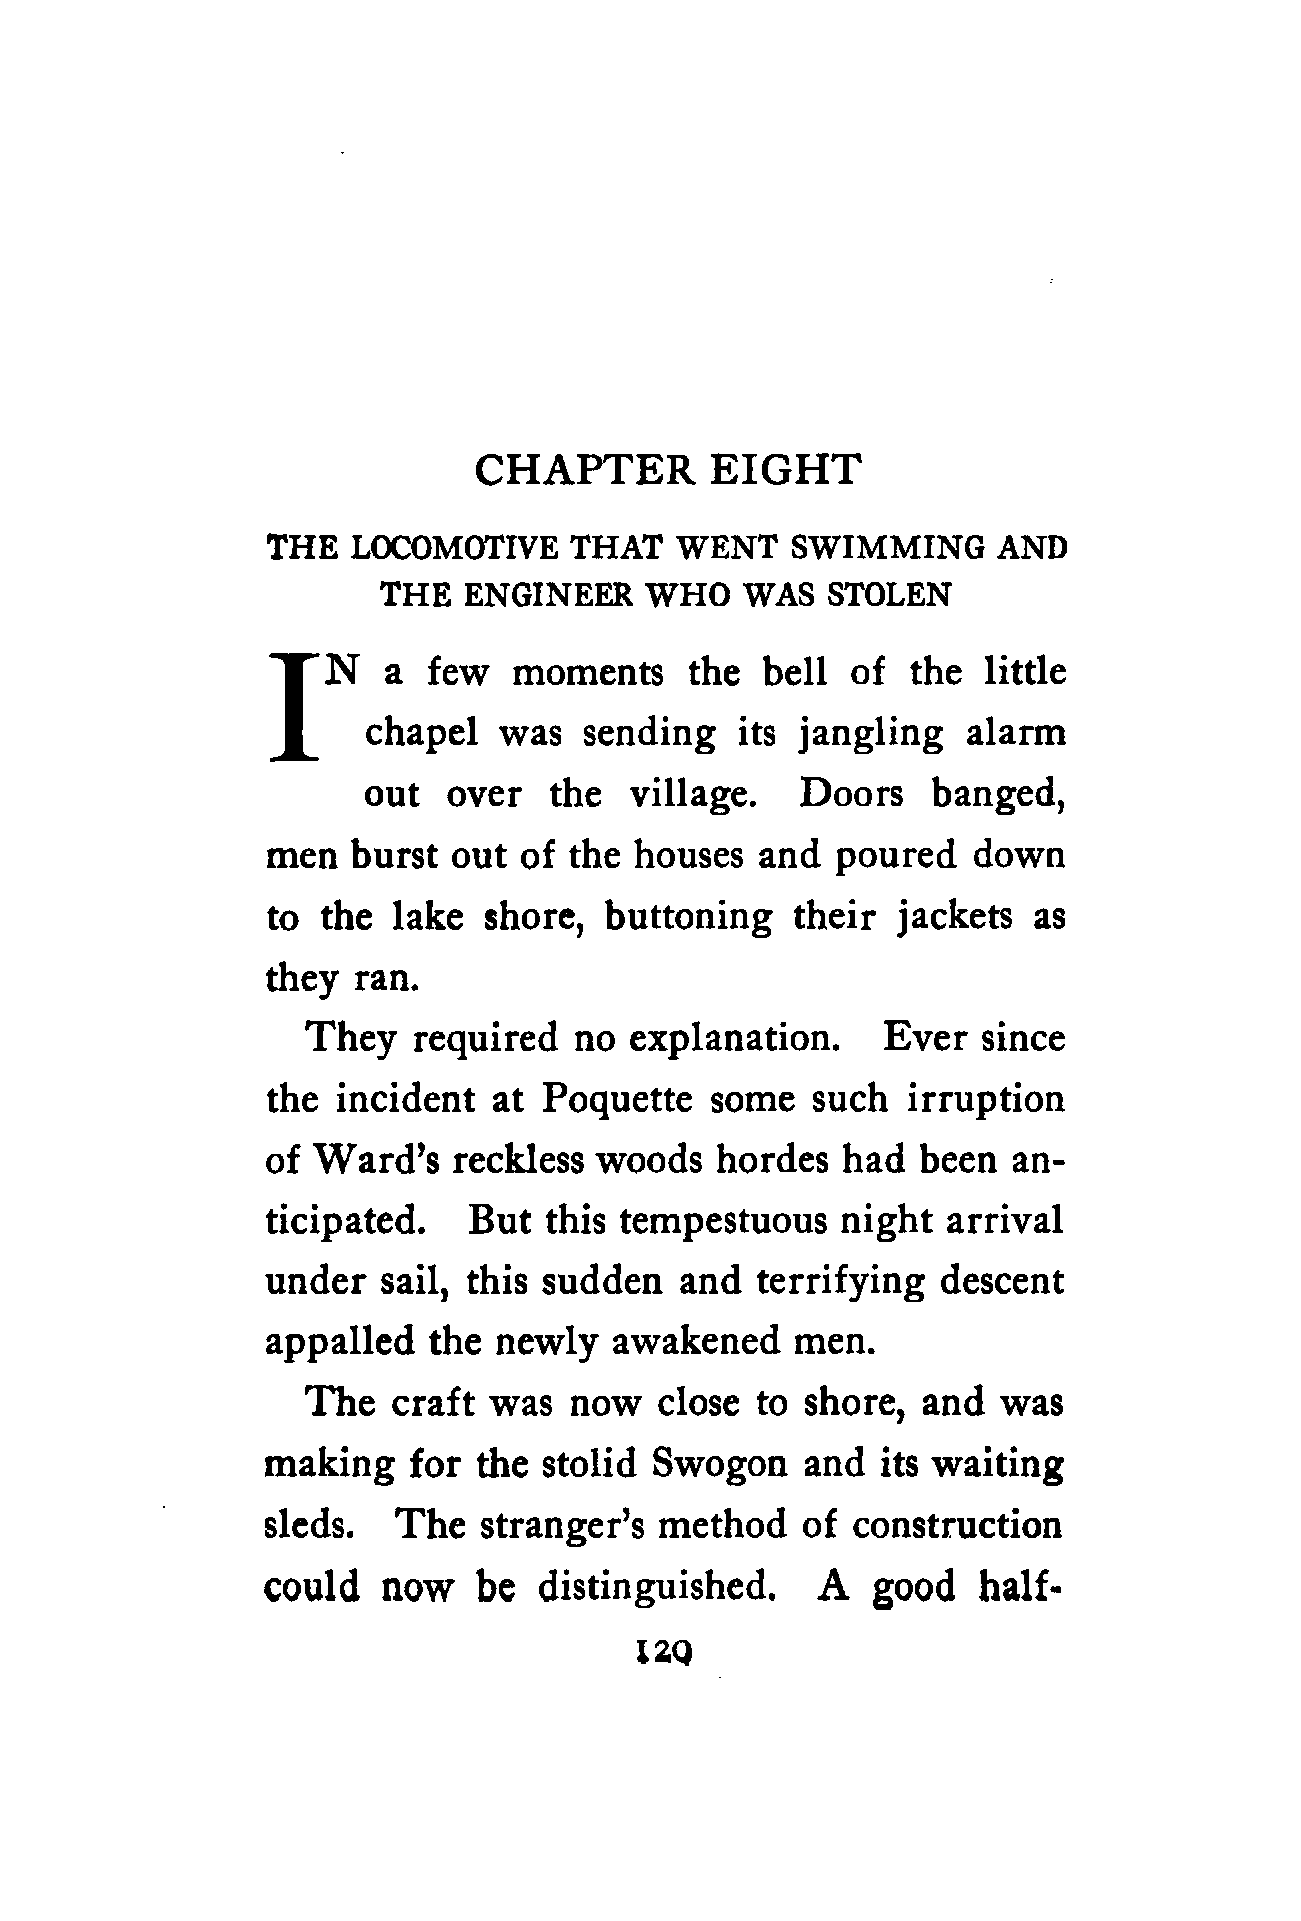 CHAPTER EIGHT
THE LOCOMOTIVE THAT WENT SWIMMING AND
THE ENGINEER WHO WAS STOLEN
IN a few moments the bell of the little
chapel was sending its jangling alarm
out over the village. Doors banged,
men burst out of the houses and poured down
to the lake shore, buttoning their jackets as
they ran.
They required no explanation. Ever since
the incident at Poquette some such irruption
of Ward's reckless woods hordes had been an-
ticipated. But this tempestuous night arrival
under sail, this sudden and terrifying descent
appalled the newly awakened men.
The craft was now close to shore, and was
making for the stolid Swogon and its waiting
sleds. The stranger's method of construction
could now be distinguished. A good half-
129